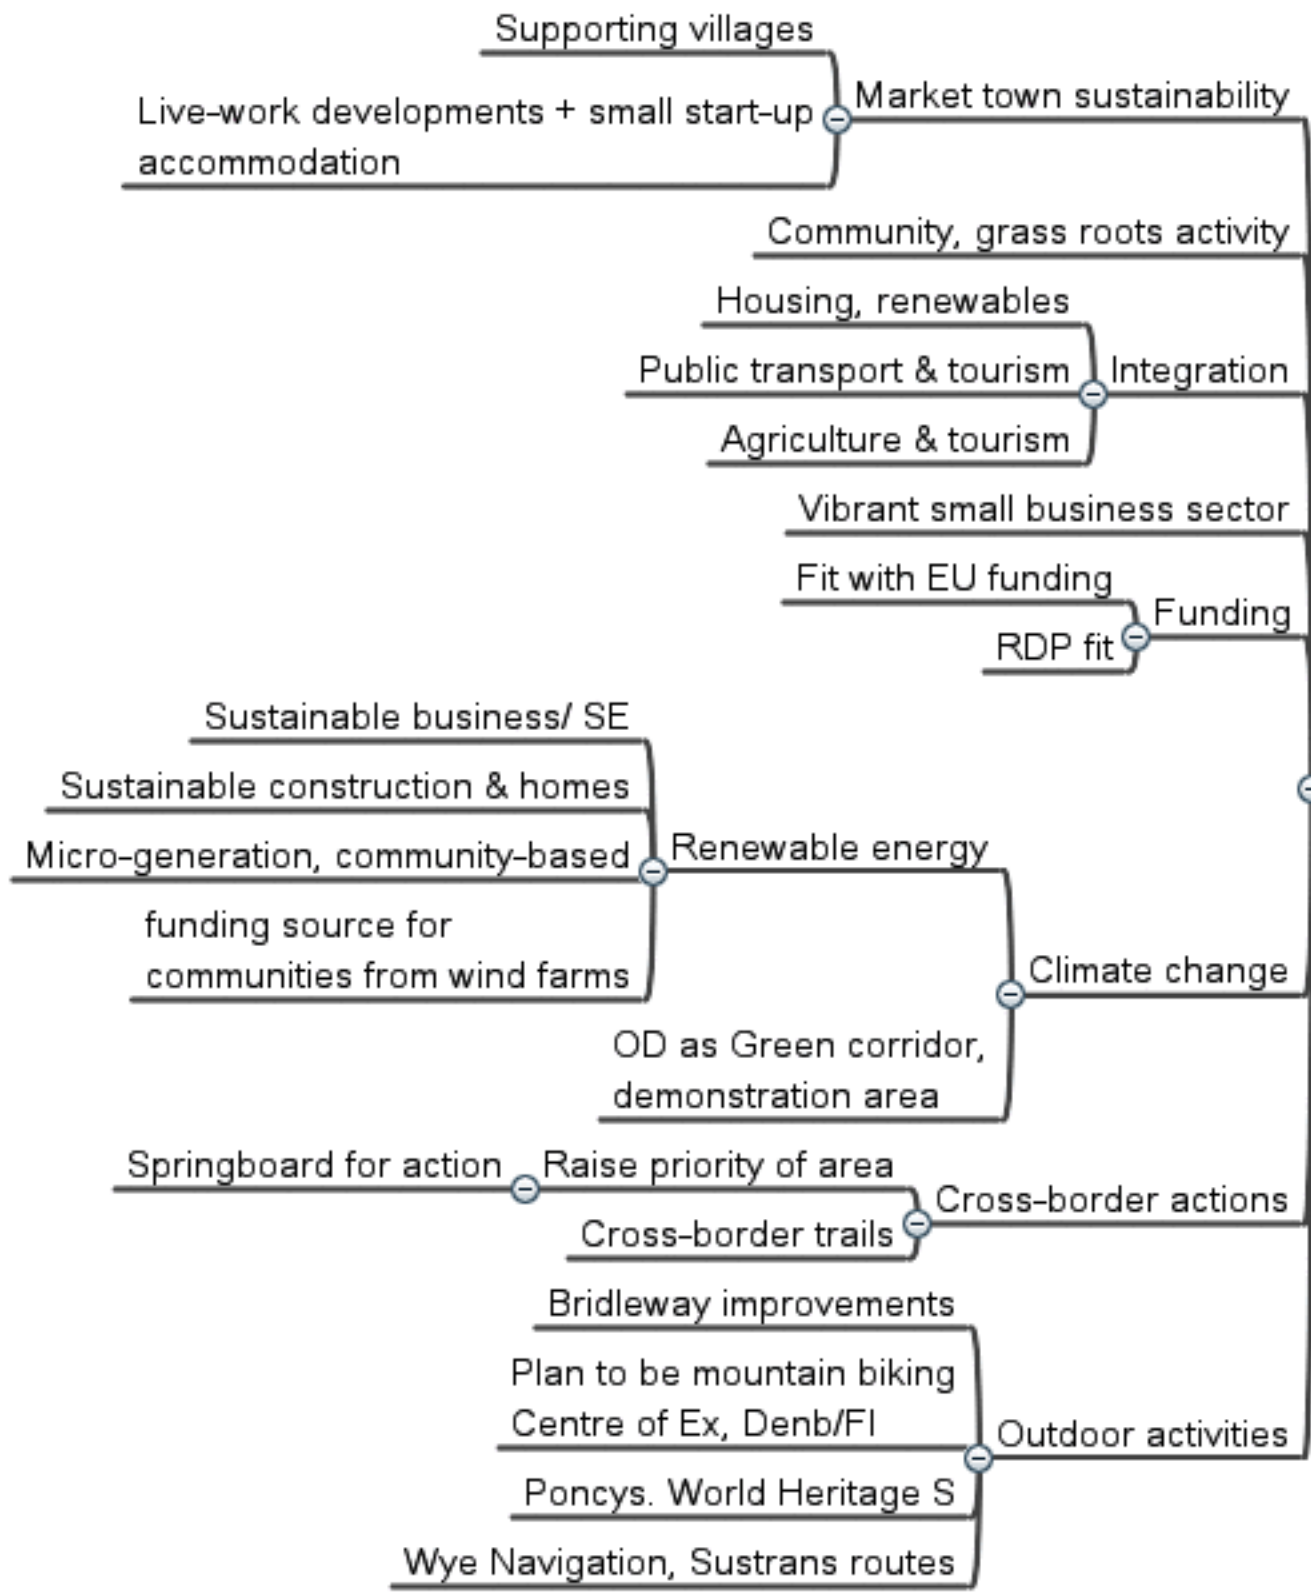 Supporting villages
Market town sustainability
Live-work developments + small start-up
accommodation
Community, grass roots activity
Housing, renewables
Public transport & tourism
Integration
Agriculture & tourism
Vibrant small business sector
Fit with EU funding
Funding
RDP fit
Sustainable business/ SE
Sustainable construction & homes
Micro-generation, community-based
Renewable energy
funding source for
communities from wind farms
Climate change
OD as Green corridor,
demonstration area
Springboard for action
Raise priority of area
Cross-border actions
Cross-border trails
Bridleway improvements
Plan to be mountain biking
Centre of Ex, Denb/Fl
Outdoor activities
Poncys. World Heritage S
Wye Navigation, Sustrans routes